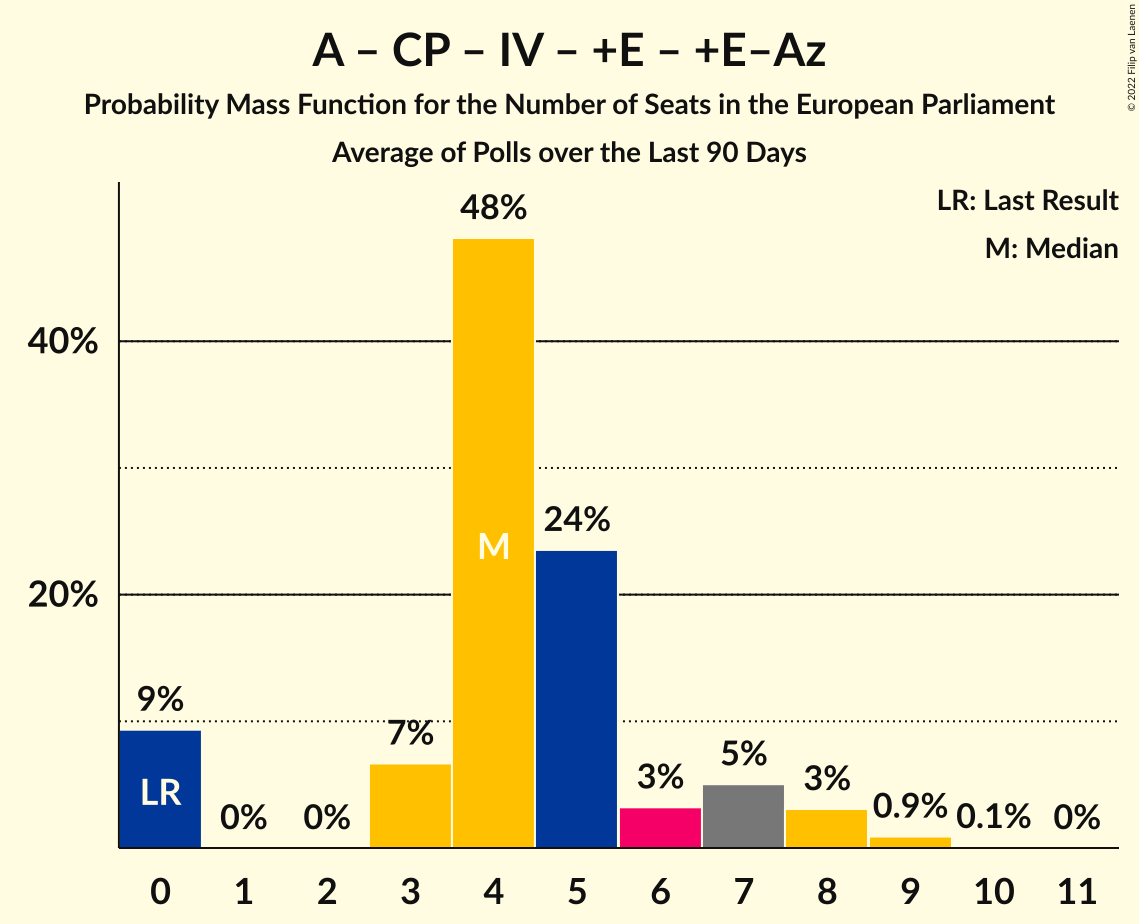 A – CP – IV – +E – +E–Az
Probability Mass Function for the Number of Seats in the European Parliament
Average of Polls over the Last 90 Days
© 2022 Filip van Laenen
LR: Last Result
M: Median
48%
40%
24%
M
20%
9%
7%
5%
3%
3%
LR
0%
0%
0.9%
0.1%
0%
0 1 2 3 4 5 6 7 8 9 10 11